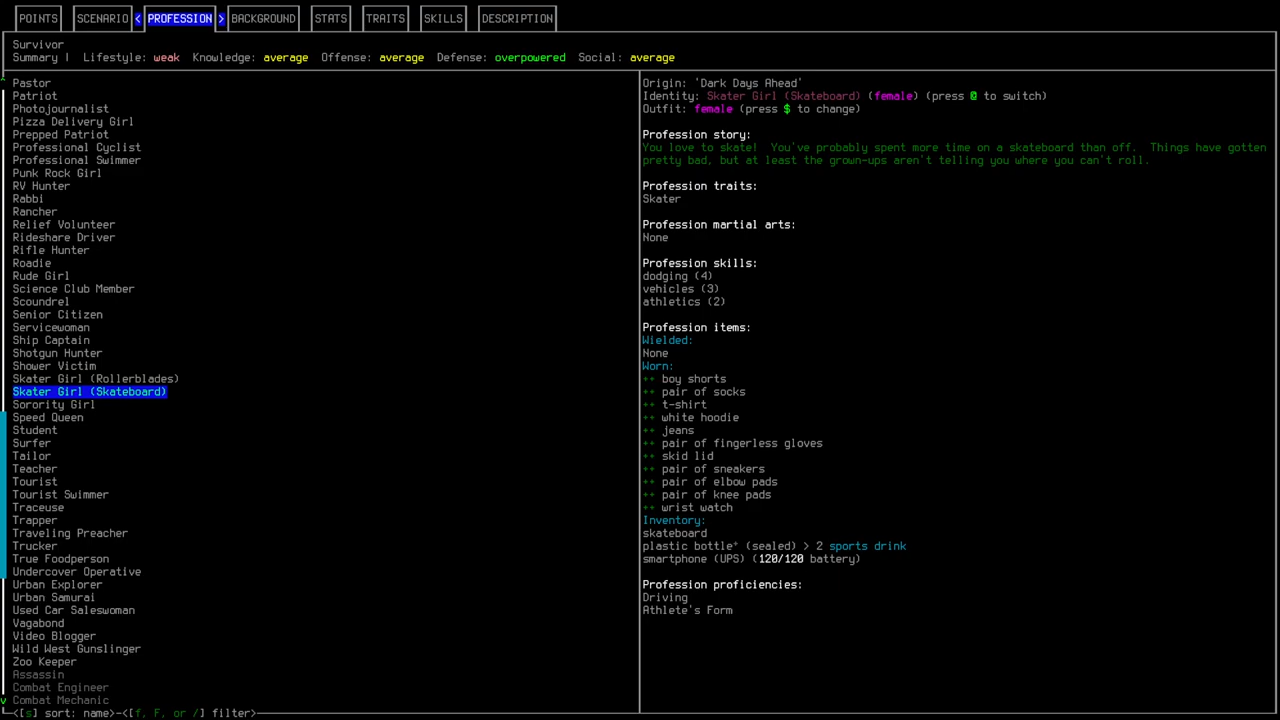 POINTS SCENARIO < PROFESSION > BACKGROUND STATS TRAITS SKILLS DESCRIPTION
Survivor
Summary | Lifestyle: weak Knowledge: average Offense: average Defense: overpowered Social: average
^
Pastor
Patriot
Photojournalist
Pizza Delivery Girl
Prepped Patriot
Professional Cyclist
Professional Swimmer
Punk Rock Girl
RV Hunter
Rabbi
Rancher
Relief Volunteer
Rideshare Driver
Rifle Hunter
Roadie
Rude Girl
Science Club Member
Scoundrel
Senior Citizen
Servicewoman
Ship Captain
Shotgun Hunter
Shower Victim
Skater Girl (Rollerblades)
Skater Girl (Skateboard)
Sorority Girl
Speed Queen
Student
Surfer
Tailor
Teacher
Tourist
Tourist Swimmer
Traceuse
Trapper
Traveling Preacher
Trucker
True Foodperson
Undercover Operative
Urban Explorer
Urban Samurai
Used Car Saleswoman
Vagabond
Video Blogger
Wild West Gunslinger
Zoo Keeper
Assassin
Combat Engineer
v Combat Mechanic
<[s] sort: name>-<[f, F, or /] filter>
Origin: 'Dark Days Ahead'
Identity: Skater Girl (Skateboard) (female) (press @ to switch)
Outfit: female (press $ to change)
Profession story:
You love to skate! You've probably spent more time on a skateboard than off. Things have gotten
pretty bad, but at least the grown-ups aren't telling you where you can't roll.
Profession traits:
Skater
Profession martial arts:
None
Profession skills:
dodging (4)
vehicles (3)
athletics (2)
Profession items:
Wielded:
None
Worn:
++ boy shorts
++ pair of socks
++ t-shirt
++ white hoodie
++ jeans
++ pair of fingerless gloves
++ skid lid
++ pair of sneakers
++ pair of elbow pads
++ pair of knee pads
++ wrist watch
Inventory:
skateboard
plastic bottle⁺ (sealed) > 2 sports drink
smartphone (UPS) (120/120 battery)
Profession proficiencies:
Driving
Athlete's Form